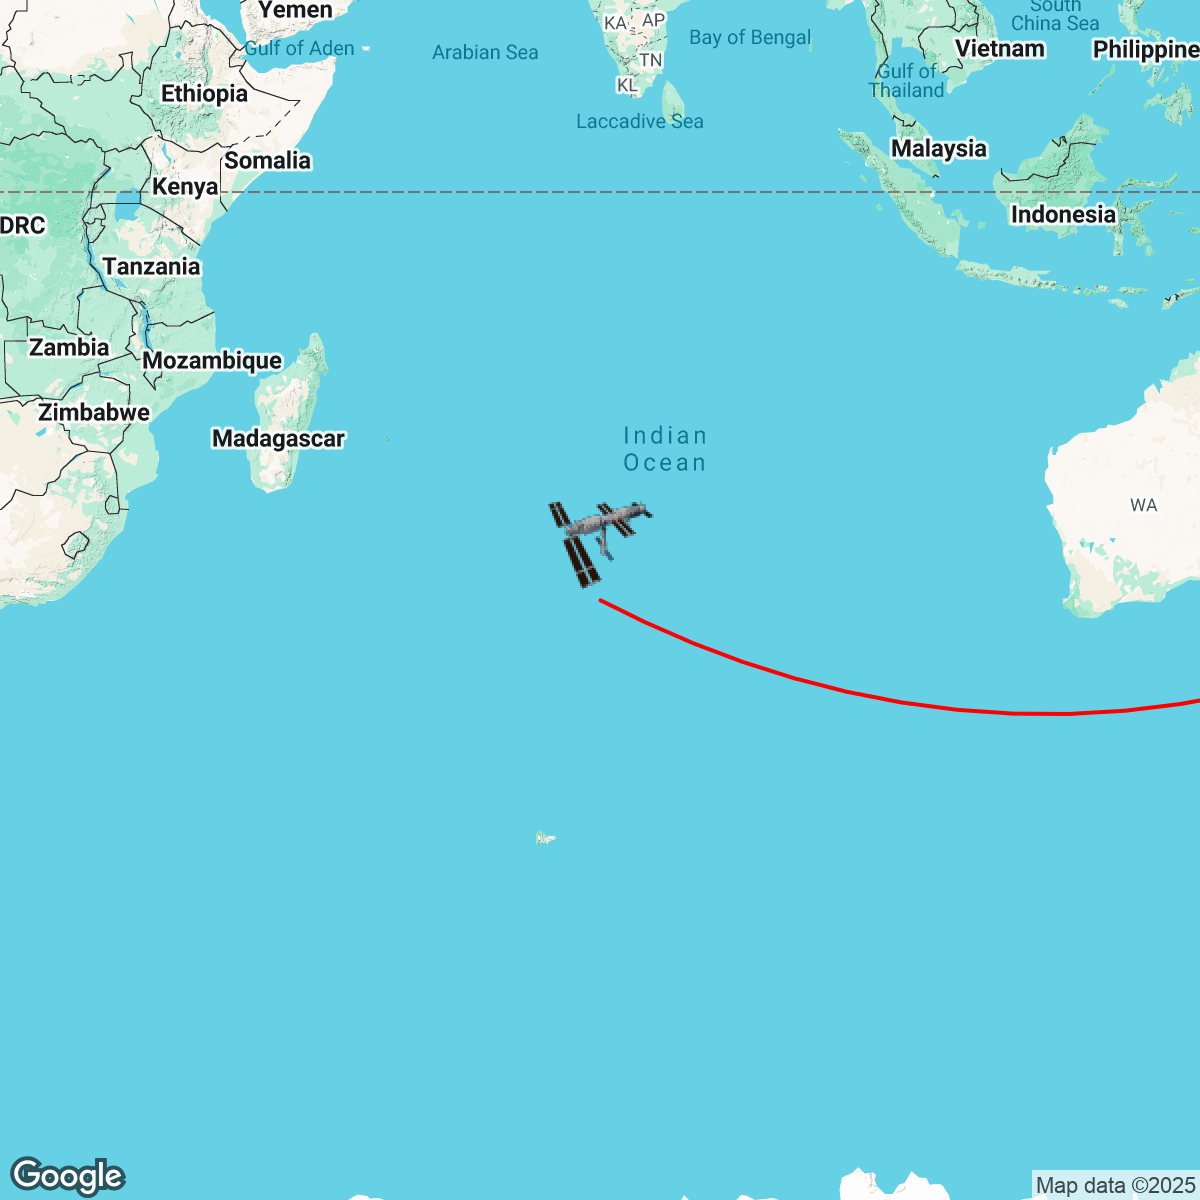 Yemen
Gulf of Aden
Arabian Sea
KA
AP
TN
KL
Bay of Bengal
South
China Sea
Vietnam
Philippine
Gulf of
Thailand
Ethiopia
Laccadive Sea
Somalia
Malaysia
Kenya
DRC
Indonesia
Tanzania
Zambia
Mozambique
Zimbabwe
Madagascar
Indian
Ocean
WA
Google
Map data ©2025